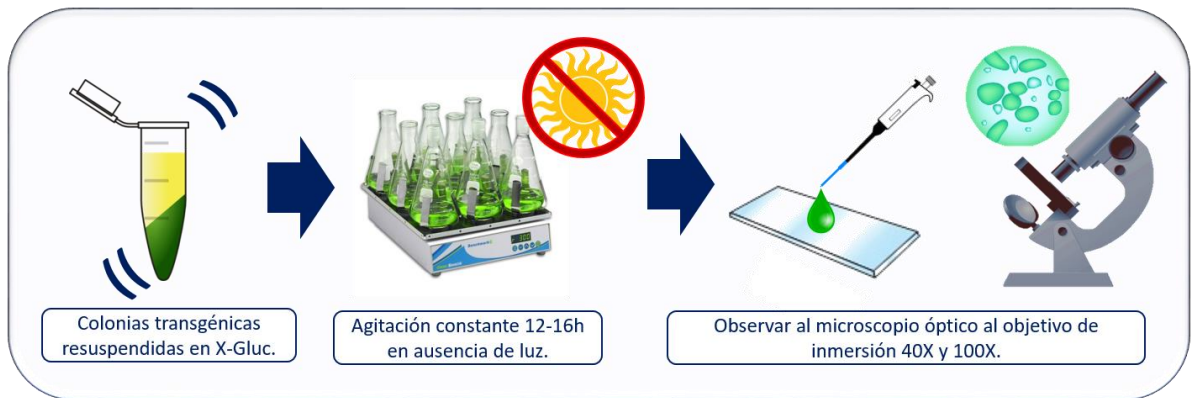 Colonias transgénicas
resuspendidas en X-Gluc.
Agitación constante 12-16h
en ausencia de luz.
Observar al microscopio óptico al objetivo de
inmersión 40X y 100X.